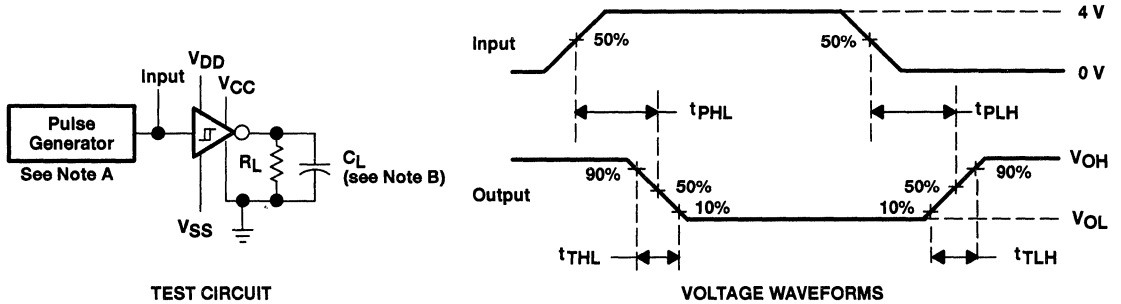 VDD
VCC
Input
Pulse
Generator
See Note A
RL
CL
(see Note B)
VSS
TEST CIRCUIT
Input
50%
50%
4 V
0 V
tPHL
tPLH
Output
90%
50%
10%
10%
50%
90%
VOH
VOL
tTHL
tTLH
VOLTAGE WAVEFORMS